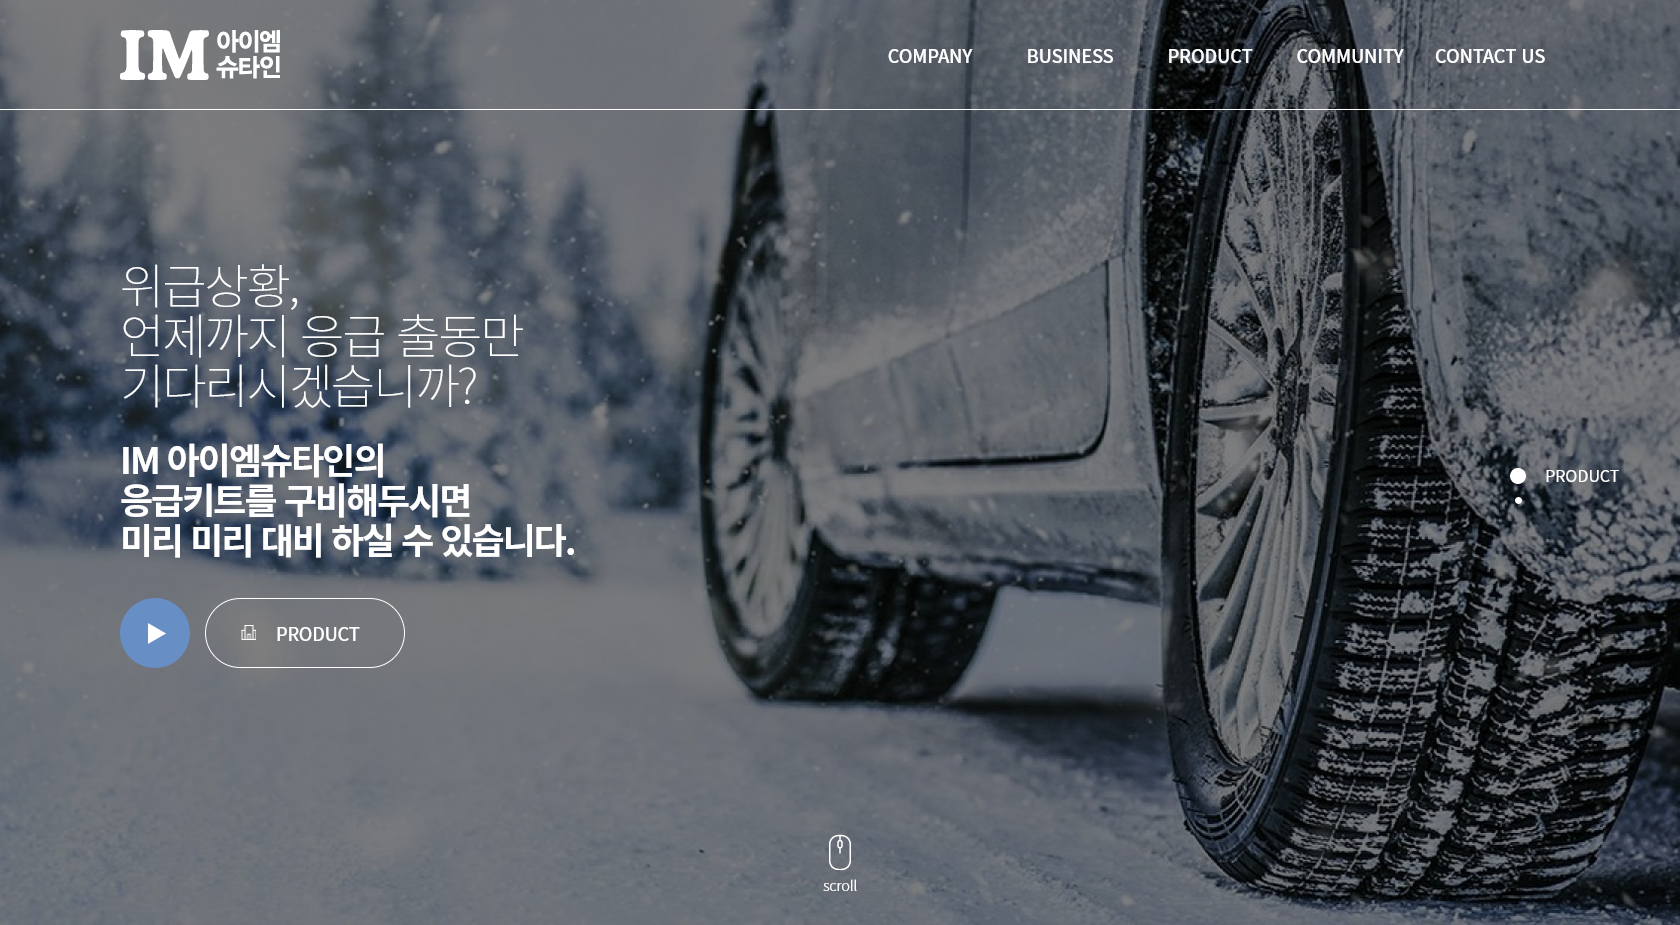 IM 아이엠
슈타인
COMPANY
BUSINESS
PRODUCT
COMMUNITY
CONTACT US
위급상황,
언제까지 응급 출동만
기다리시겠습니까?
IM 아이엠슈타인의
응급키트를 구비해두시면
미리 미리 대비 하실 수 있습니다.
PRODUCT
PRODUCT
scroll